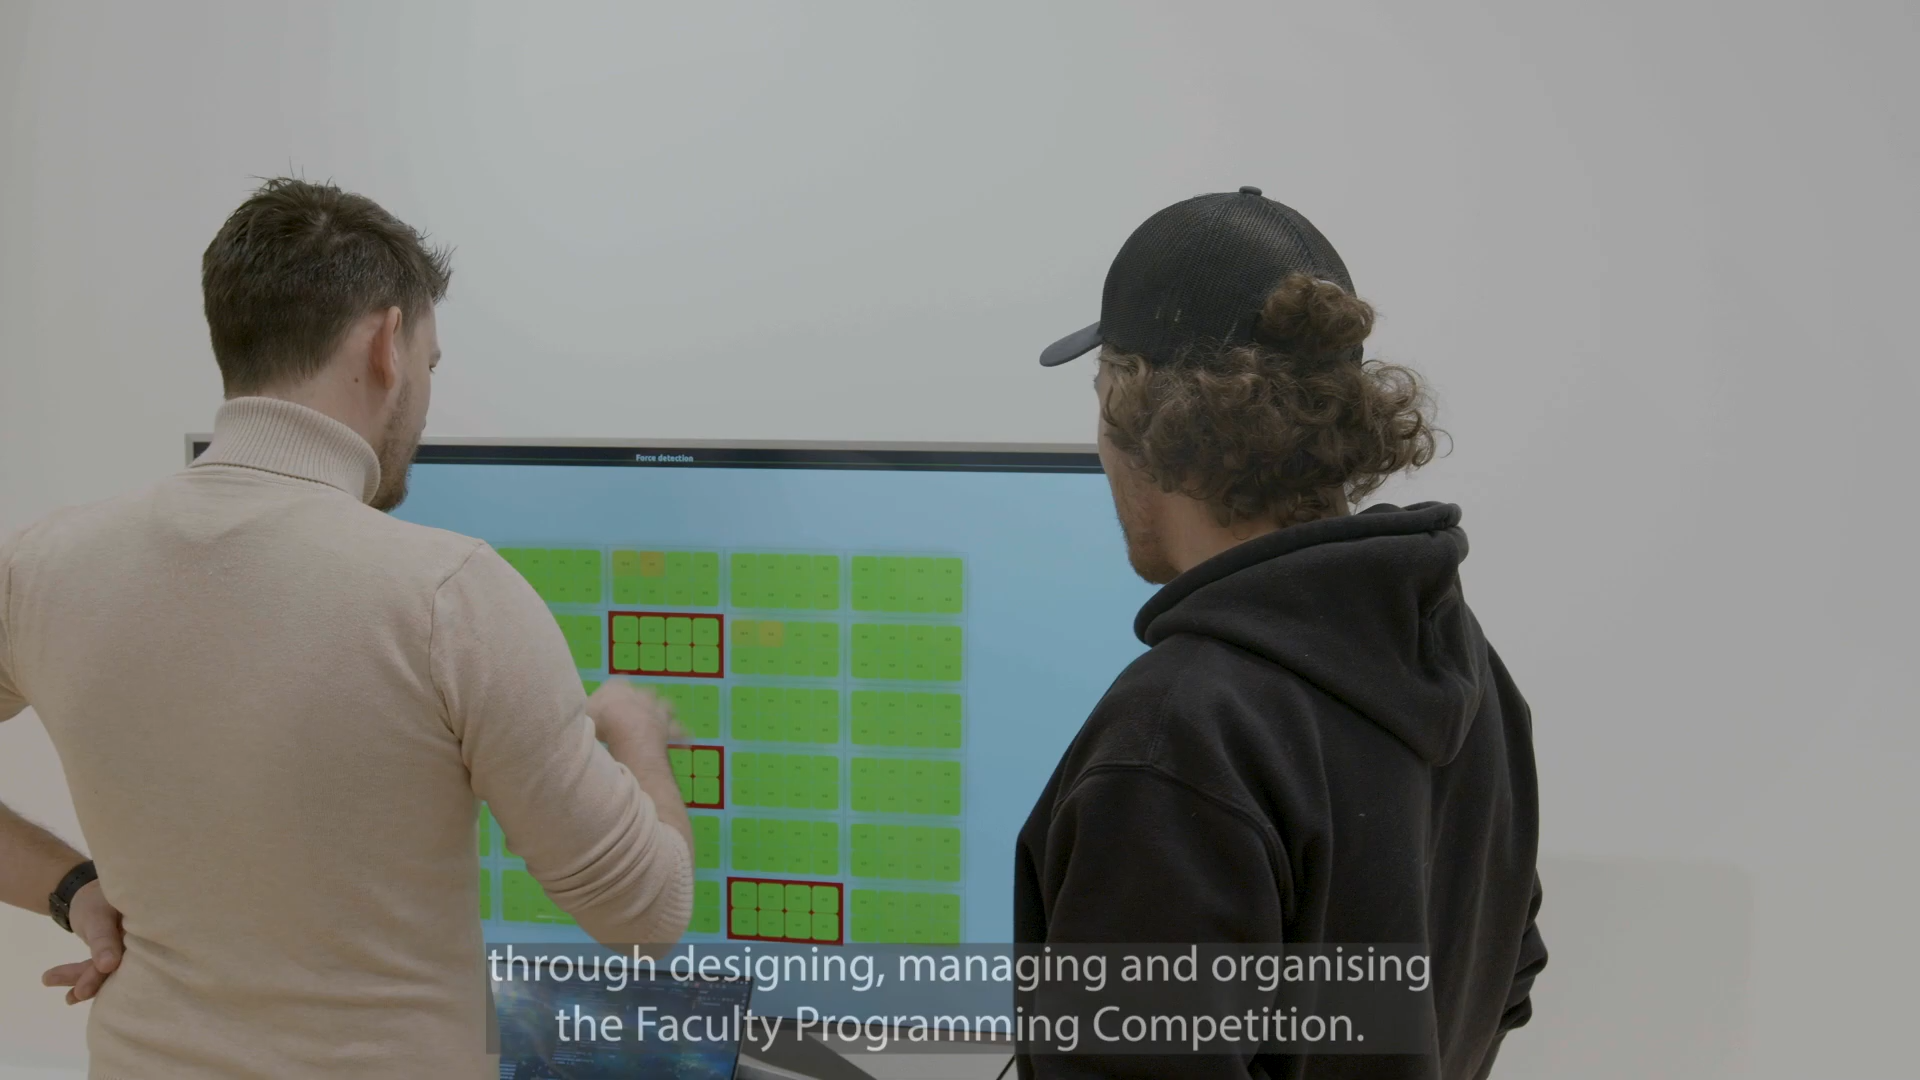 Force detection
through designing, managing and organising
the Faculty Programming Competition.